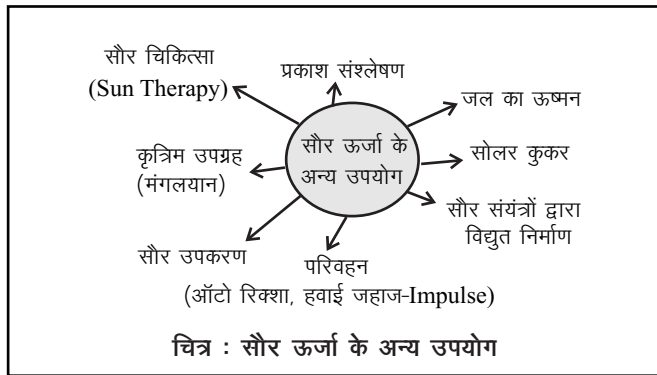 सौर चिकित्सा
(Sun Therapy)
प्रकाश संश्लेषण
जल का ऊष्मन
सौर ऊर्जा के
अन्य उपयोग
सोलर कुकर
कृत्रिम उपग्रह
(मंगलयान)
सौर संयंत्रों द्वारा
विद्युत निर्माण
सौर उपकरण
परिवहन
(ऑटो रिक्शा, हवाई जहाज-Impulse)
चित्र : सौर ऊर्जा के अन्य उपयोग